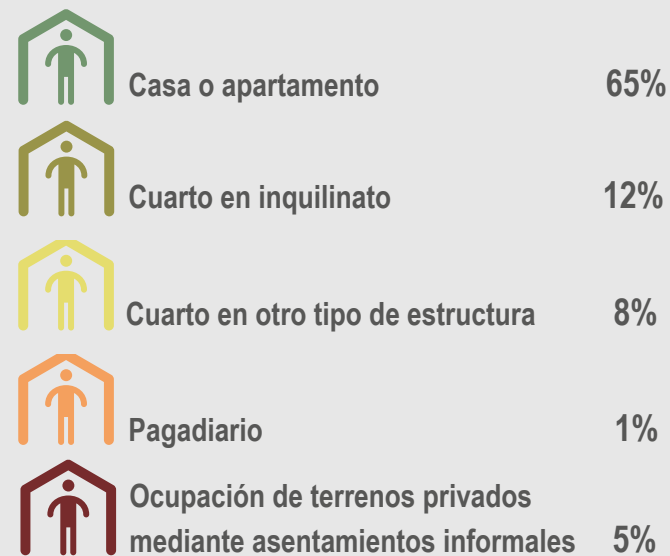 Casa o apartamento 65%
Cuarto en inquilinato 12%
Cuarto en otro tipo de estructura 8%
Pagadiario 1%
Ocupación de terrenos privados
mediante asentamientos informales 5%